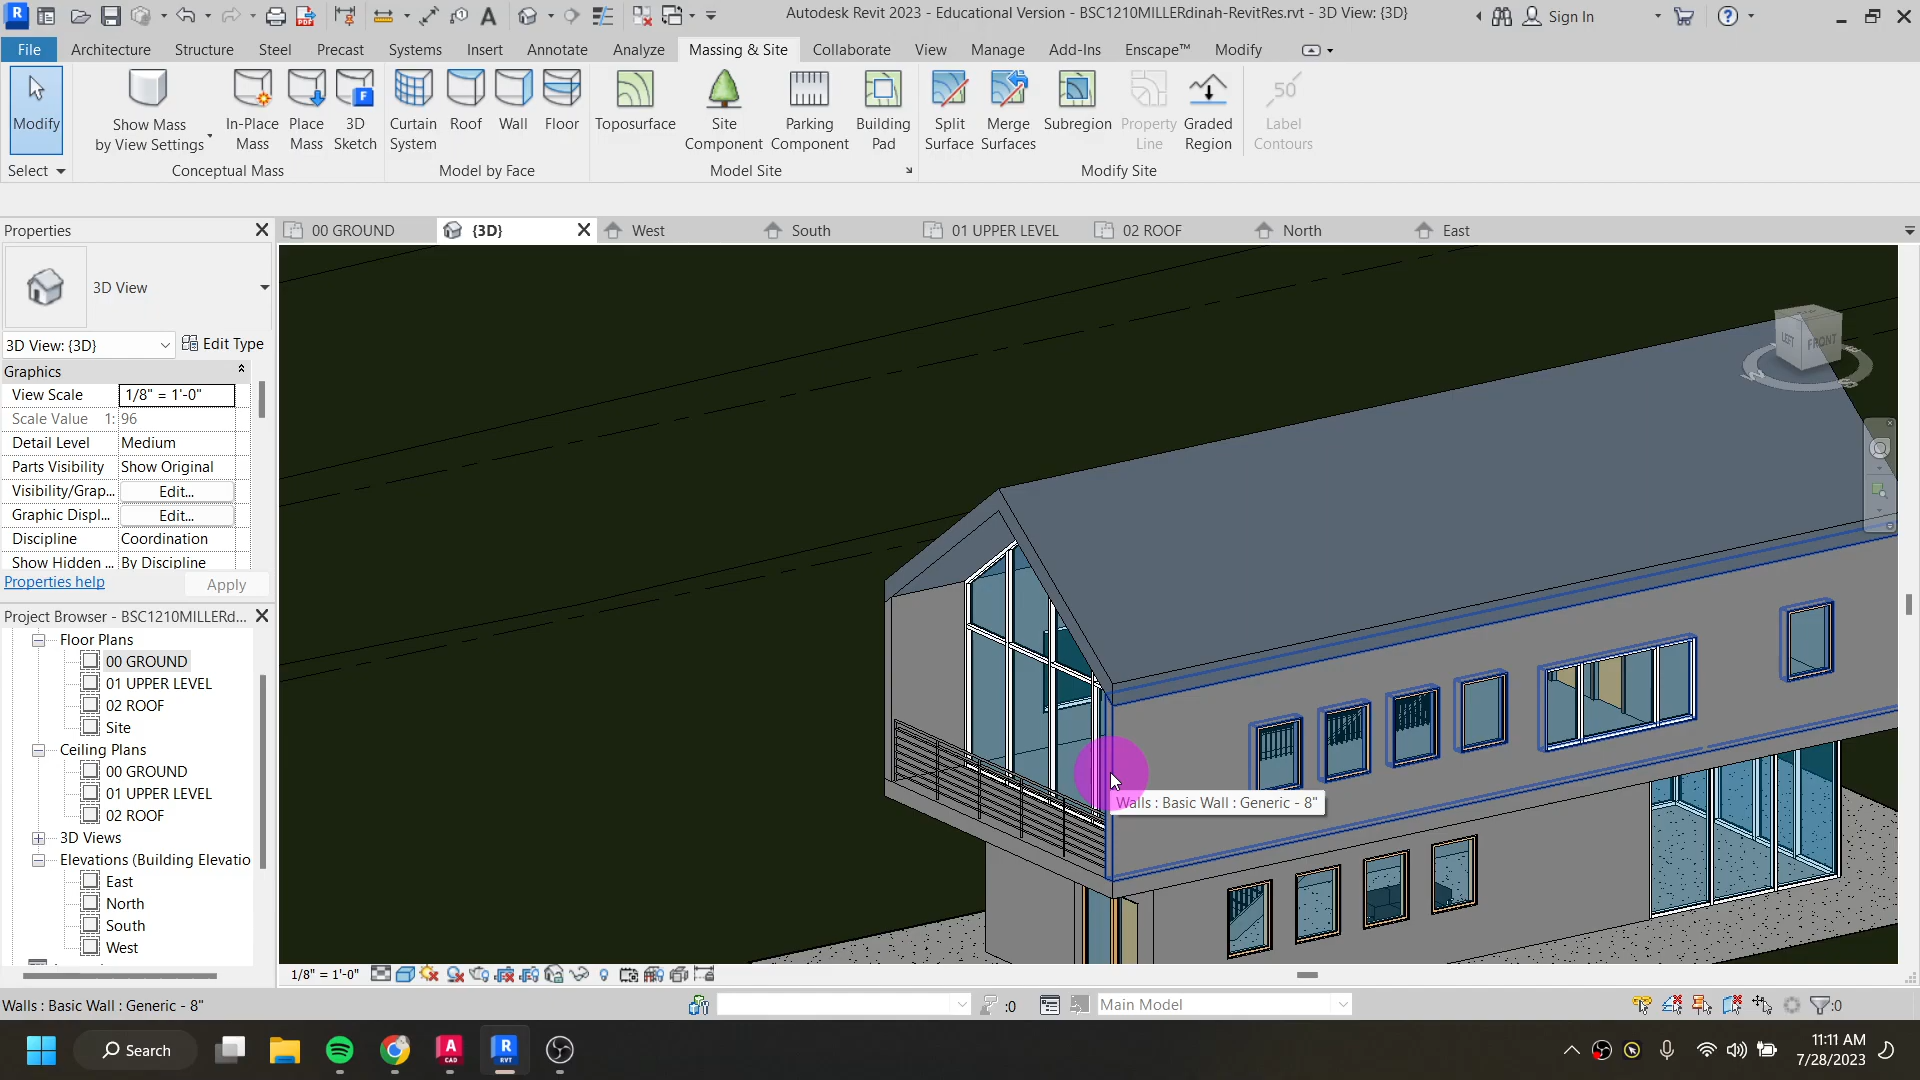 Autodesk Revit 2023 - Educational Version - BSC1210MILLERdinah-RevitRes.rvt - 3D View: {3D}
Sign In
File Architecture Structure Steel Precast Systems Insert Annotate Analyze Massing & Site Collaborate View Manage Add-Ins Enscape™ Modify
Modify
Show Mass
by View Settings
In-Place
Mass
Place
Mass
3D
Sketch
Curtain
System
Roof
Wall
Floor
Toposurface
Site
Component
Parking
Component
Building
Pad
Split
Surface
Merge
Surfaces
Subregion
Property
Line
Graded
Region
50
Label
Contours
Select
Conceptual Mass
Model by Face
Model Site
Modify Site
Properties
00 GROUND
{3D}
West
South
01 UPPER LEVEL
02 ROOF
North
East
3D View
3D View: {3D}
Edit Type
Graphics
View Scale 1/8" = 1'-0"
Scale Value 1: 96
Detail Level Medium
Parts Visibility Show Original
Visibility/Grap... Edit...
Graphic Displ... Edit...
Discipline Coordination
Show Hidden ... By Discipline
Properties help
Apply
Project Browser - BSC1210MILLERd...
Floor Plans
00 GROUND
01 UPPER LEVEL
02 ROOF
Site
Ceiling Plans
00 GROUND
01 UPPER LEVEL
02 ROOF
3D Views
Elevations (Building Elevatio
East
North
South
West
LEFT
FRONT
W
S
Walls : Basic Wall : Generic - 8"
1/8" = 1'-0"
Walls : Basic Wall : Generic - 8"
:0
Main Model
:0
Search
11:11 AM
7/28/2023